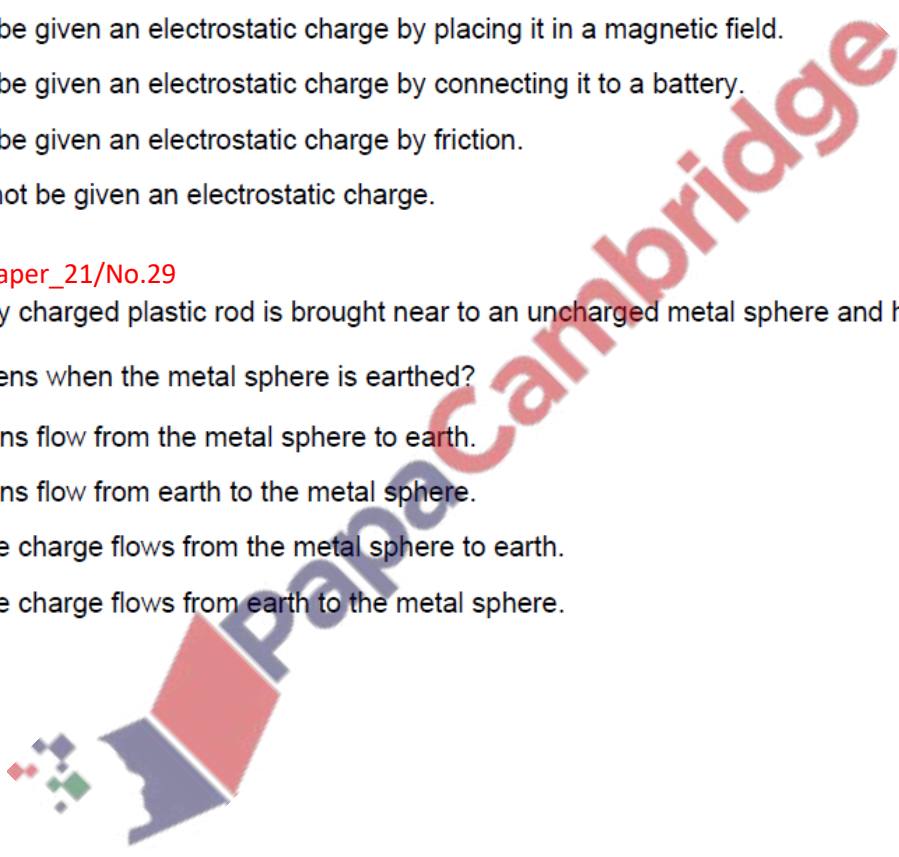 be given an electrostatic charge by placing it in a magnetic field.
be given an electrostatic charge by connecting it to a battery.
be given an electrostatic charge by friction.
not be given an electrostatic charge.
aper_21/No.29
y charged plastic rod is brought near to an uncharged metal sphere and h
ens when the metal sphere is earthed?
ns flow from the metal sphere to earth.
ns flow from earth to the metal sphere.
e charge flows from the metal sphere to earth.
e charge flows from earth to the metal sphere.
PapaCambridge